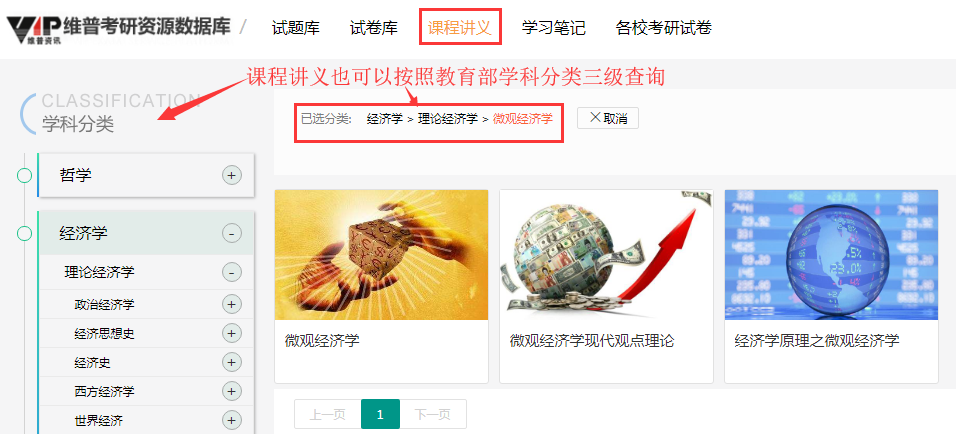 VIP维普考研资源数据库 / 试题库 试卷库 课程讲义 学习笔记 各校考研试卷
维普资讯
课程讲义也可以按照教育部学科分类三级查询
CLASSIFICATION
学科分类
已选分类: 经济学 > 理论经济学 > 微观经济学 ×取消
哲学 +
经济学 -
理论经济学 -
政治经济学 +
经济思想史 +
经济史 +
西方经济学 +
世界经济 +
微观经济学
微观经济学现代观点理论
经济学原理之微观经济学
上一页 1 下一页